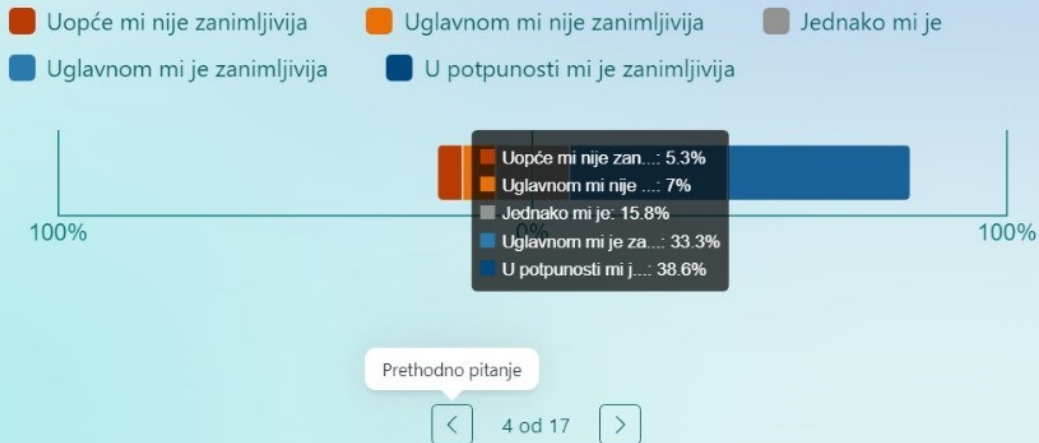 Uopće mi nije zanimljivija
Uglavnom mi nije zanimljivija
Jednako mi je
Uglavnom mi je zanimljivija
U potpunosti mi je zanimljivija
Uopće mi nije zan...: 5.3%
Uglavnom mi nije ...: 7%
Jednako mi je: 15.8%
Uglavnom mi je za...: 33.3%
U potpunosti mi j...: 38.6%
100%
0%
100%
Prethodno pitanje
4 od 17